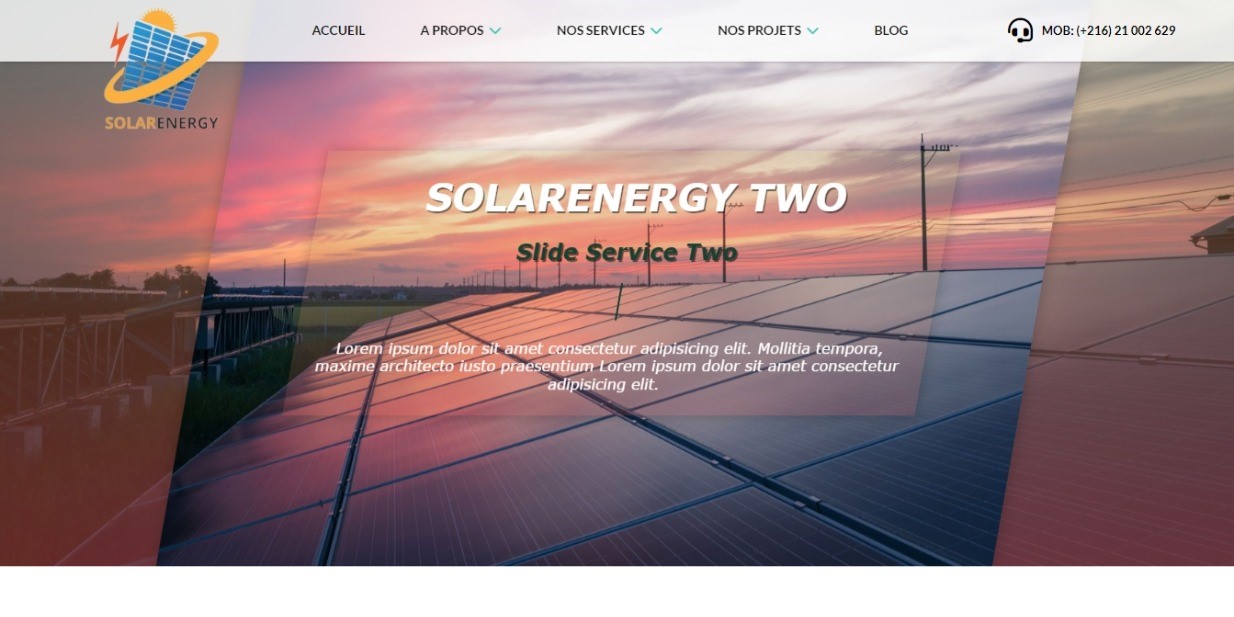 ACCUEIL
A PROPOS
NOS SERVICES
NOS PROJETS
BLOG
MOB: (+216) 21 002 629
SOLARENERGY
SOLARENERGY TWO
Slide Service Two
Lorem ipsum dolor sit amet consectetur adipisicing elit. Mollitia tempora,
maxime architecto iusto praesentium Lorem ipsum dolor sit amet consectetur
adipisicing elit.